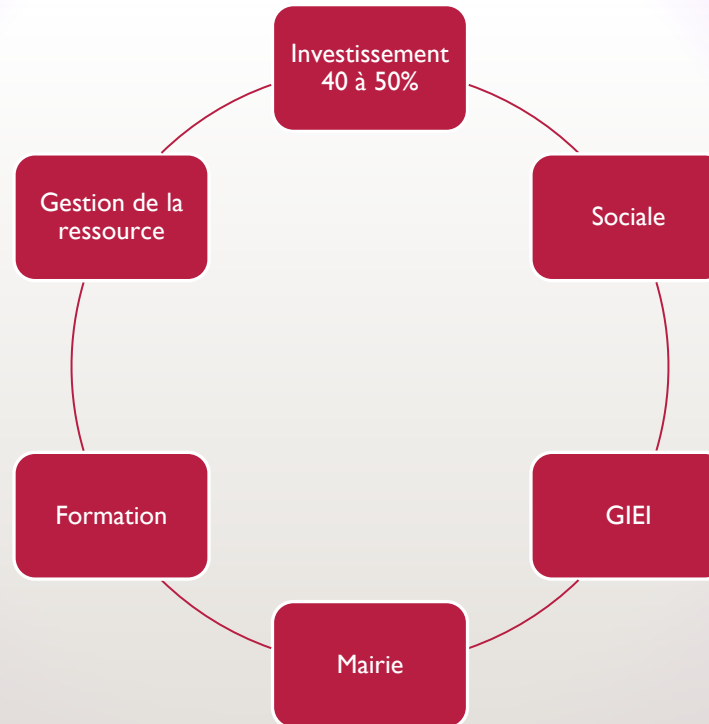 Investissement
40 à 50%
Sociale
GIEI
Mairie
Formation
Gestion de la
ressource